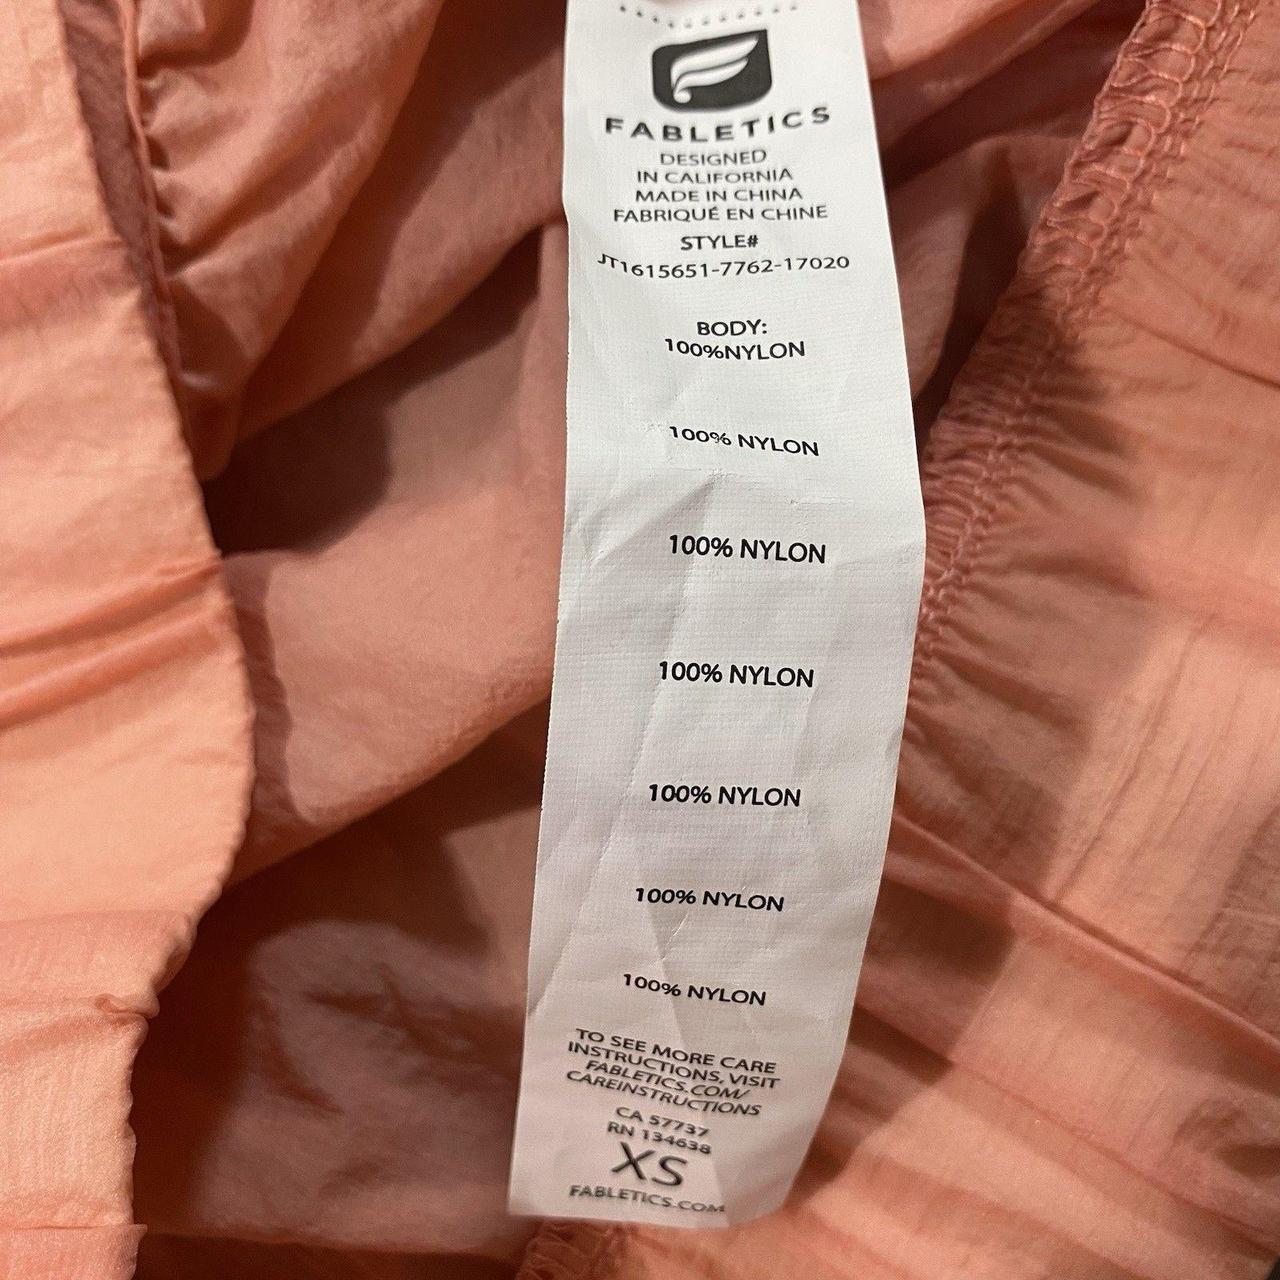 FABLETICS
DESIGNED
IN CALIFORNIA
MADE IN CHINA
FABRIQUÉ EN CHINE
STYLE#
JT1615651-7762-17020
BODY:
100%NYLON
100% NYLON
100% NYLON
100% NYLON
100% NYLON
100% NYLON
100% NYLON
TO SEE MORE CARE
INSTRUCTIONS, VISIT
FABLETICS.COM/
CAREINSTRUCTIONS
CA 57737
RN 134638
XS
FABLETICS.COM